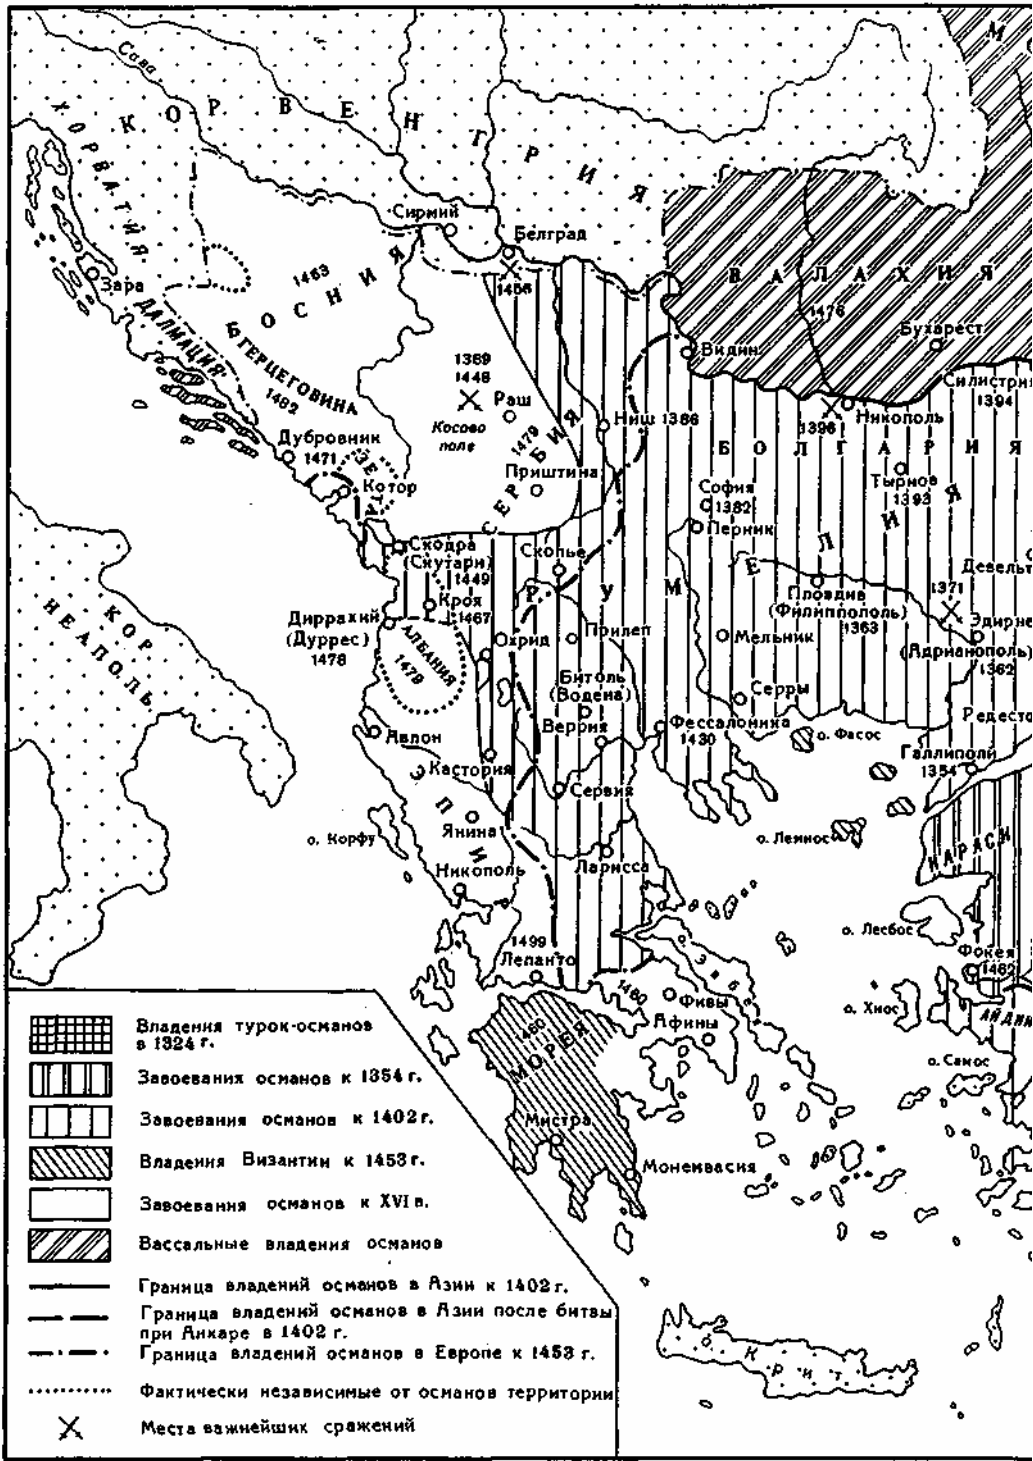 Сава
КОР ВЕНГРИЯ
ХОРВАТИЯ
М
Сирмий
Белград
1456
Зара
1463
БОСНИЯ
ДАЛМАЦИЯ
ГЕРЦЕГОВИНА
1482
ВАЛАХИЯ
1476
Бухарест
Видин
Силистрия
1394
1396
Никополь
1389
1448
Раш
Косово
поле
1479
СЕРБИЯ
Ниш 1386
БОЛГАРИЯ
Тырнов
1393
Дубровник
1471
ЗЕТА
Котор
Приштина
София
1382
Перник
Скопье
РУМЕЛИЯ
Девельт
Скодра
(Скутари)
1449
Кроя
1467
Диррахий
(Дуррес)
1478
АЛБАНИЯ
1479
Охрид
Прилеп
Мельник
Пловдив
(Филиппополь)
1363
1371
Эдирне
(Адрианополь)
1362
Битоль
(Водена)
Веррия
Серры
Редесто
КОР
НЕАПОЛЬ
Авлон
Кастория
Фессалоника
1430
о. Фасос
Галлиполи
1354
Сервия
ЭПИ
Янина
о. Корфу
о. Лемнос
КАРАСИ
Ларисса
Никополь
1499
Лепанто
о. Лесбос
Фокея
1462
о. Эвбе
1460
Фивы
Афины
о. Хиос
АЙДИН
1460
МОРЕЯ
о. Самос
Мистра
Монемвасия
о. Крит
Владения турок-османов
в 1324 г.
Завоевания османов к 1354 г.
Завоевания османов к 1402 г.
Владения Византии к 1453 г.
Завоевания османов к XVI в.
Вассальные владения османов
Граница владений османов в Азии к 1402 г.
Граница владений османов в Азии после битвы
при Анкаре в 1402 г.
Граница владений османов в Европе к 1453 г.
Фактически независимые от османов территории
Места важнейших сражений